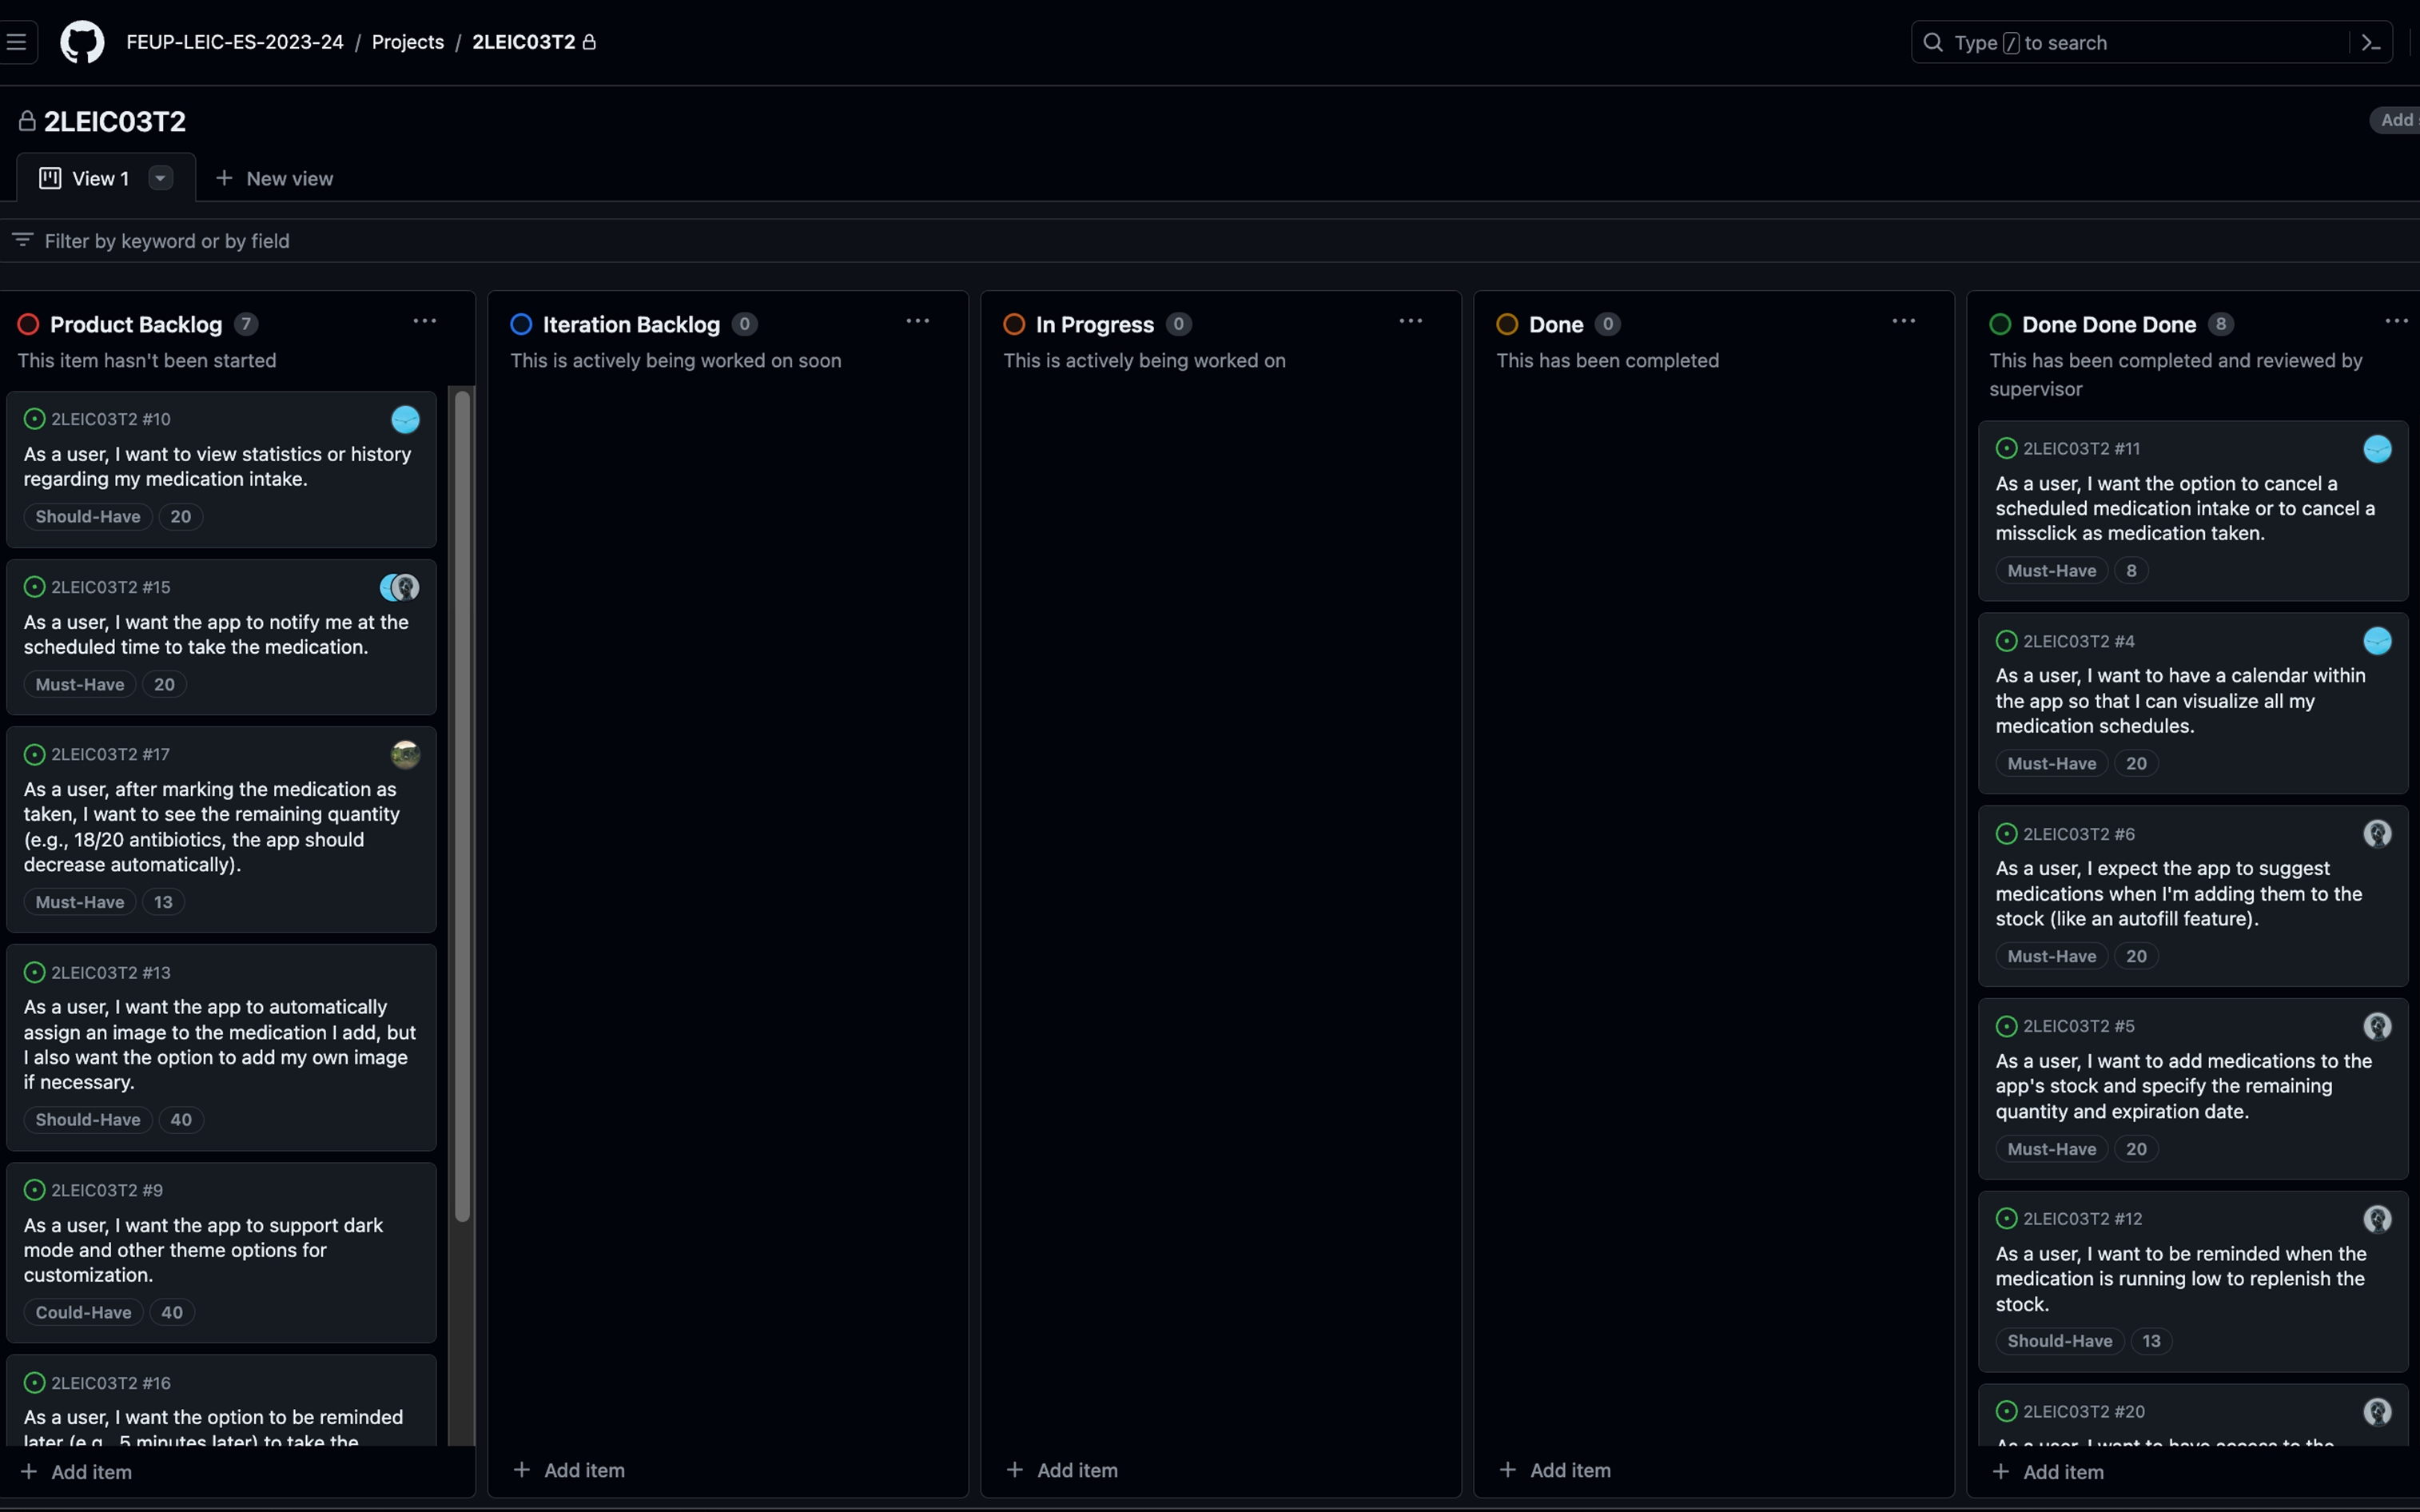 FEUP-LEIC-ES-2023-24 / Projects / 2LEIC03T2
Type / to search
2LEIC03T2
Add
View 1
New view
Filter by keyword or by field
Product Backlog 7
This item hasn't been started
2LEIC03T2 #10
As a user, I want to view statistics or history
regarding my medication intake.
Should-Have 20
2LEIC03T2 #15
As a user, I want the app to notify me at the
scheduled time to take the medication.
Must-Have 20
2LEIC03T2 #17
As a user, after marking the medication as
taken, I want to see the remaining quantity
(e.g., 18/20 antibiotics, the app should
decrease automatically).
Must-Have 13
2LEIC03T2 #13
As a user, I want the app to automatically
assign an image to the medication I add, but
I also want the option to add my own image
if necessary.
Should-Have 40
2LEIC03T2 #9
As a user, I want the app to support dark
mode and other theme options for
customization.
Could-Have 40
2LEIC03T2 #16
As a user, I want the option to be reminded
later (e.g., 5 minutes later) to take the
Add item
Iteration Backlog 0
This is actively being worked on soon
Add item
In Progress 0
This is actively being worked on
Add item
Done 0
This has been completed
Add item
Done Done Done 8
This has been completed and reviewed by
supervisor
2LEIC03T2 #11
As a user, I want the option to cancel a
scheduled medication intake or to cancel a
missclick as medication taken.
Must-Have 8
2LEIC03T2 #4
As a user, I want to have a calendar within
the app so that I can visualize all my
medication schedules.
Must-Have 20
2LEIC03T2 #6
As a user, I expect the app to suggest
medications when I'm adding them to the
stock (like an autofill feature).
Must-Have 20
2LEIC03T2 #5
As a user, I want to add medications to the
app's stock and specify the remaining
quantity and expiration date.
Must-Have 20
2LEIC03T2 #12
As a user, I want to be reminded when the
medication is running low to replenish the
stock.
Should-Have 13
2LEIC03T2 #20
As a user, I want to have access to the
Add item